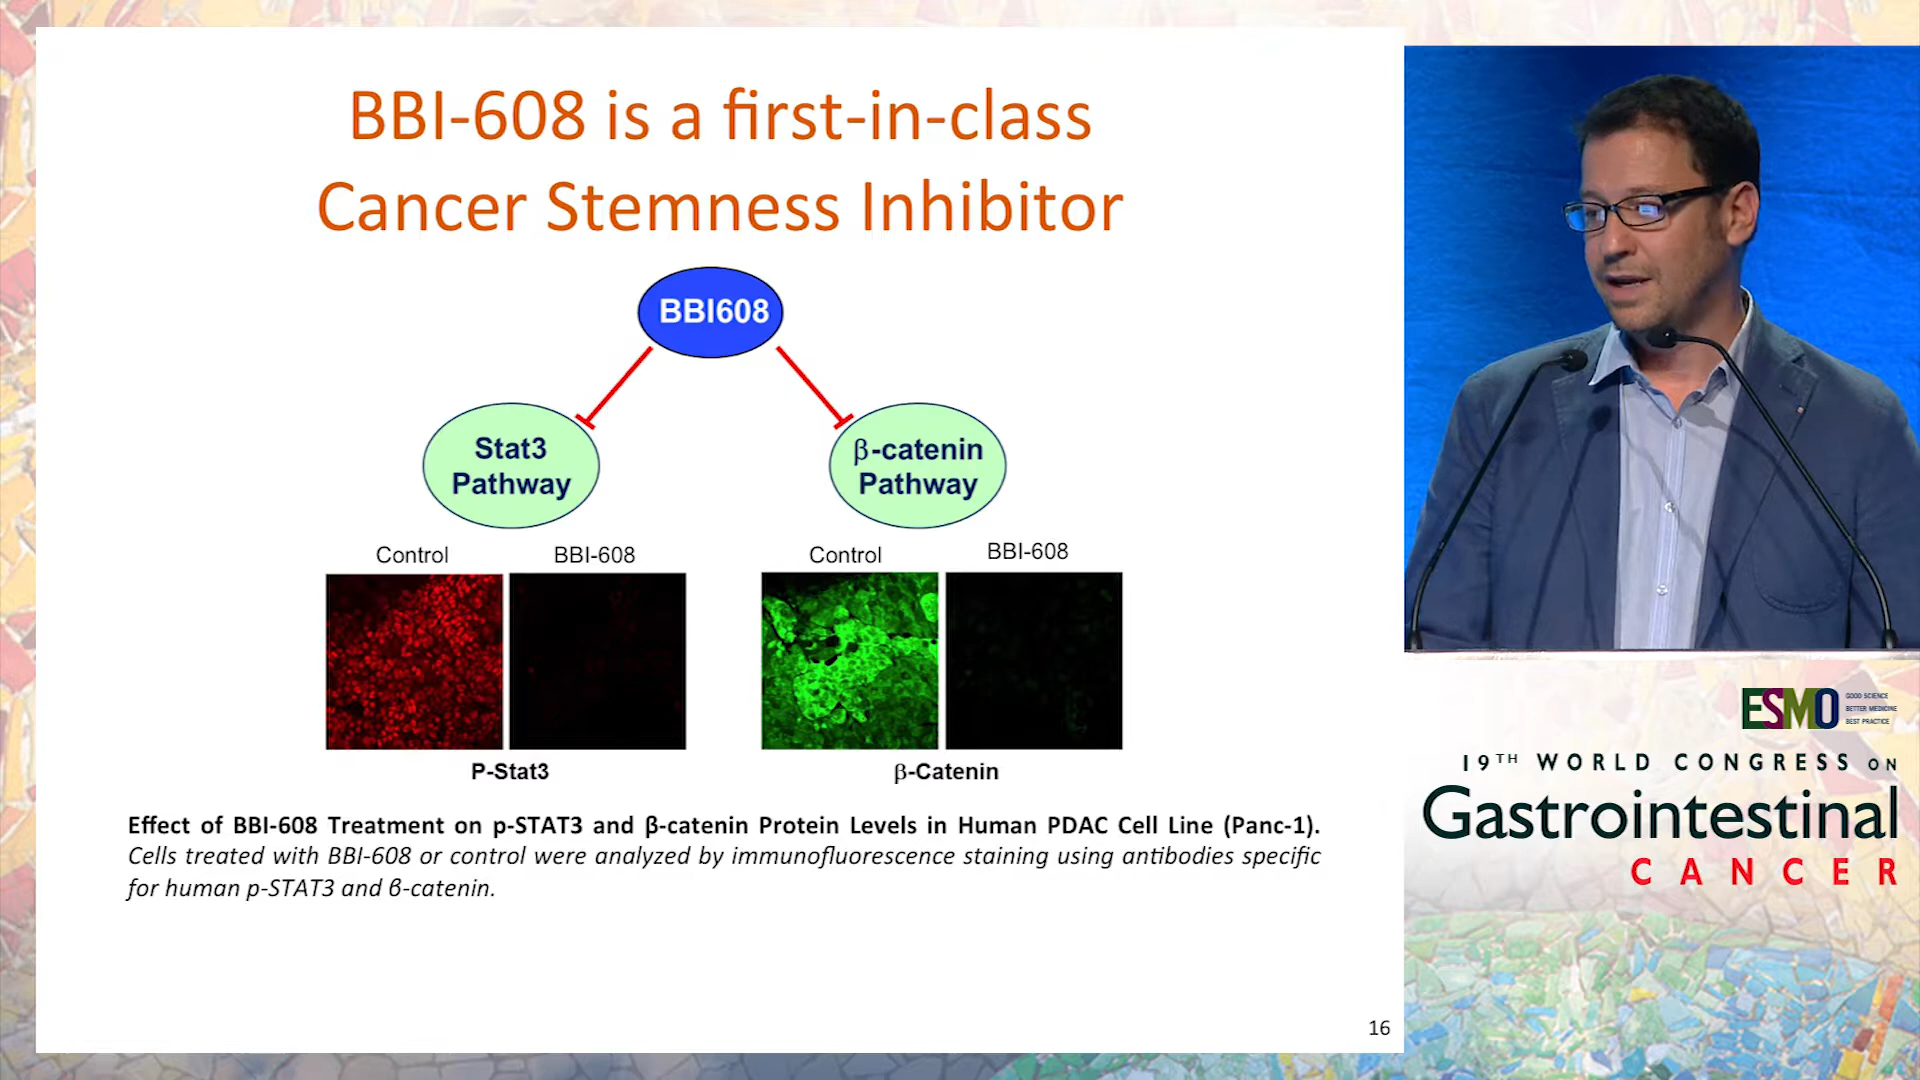 BBI-608 is a first-in-class
Cancer Stemness Inhibitor
BBI608
Stat3
Pathway
β-catenin
Pathway
Control
BBI-608
Control
BBI-608
P-Stat3
β-Catenin
Effect of BBI-608 Treatment on p-STAT3 and β-catenin Protein Levels in Human PDAC Cell Line (Panc-1).
Cells treated with BBI-608 or control were analyzed by immunofluorescence staining using antibodies specific
for human p-STAT3 and β-catenin.
16
ESMO
GOOD SCIENCE
BETTER MEDICINE
BEST PRACTICE
19TH WORLD CONGRESS ON
Gastrointestinal
CANCER